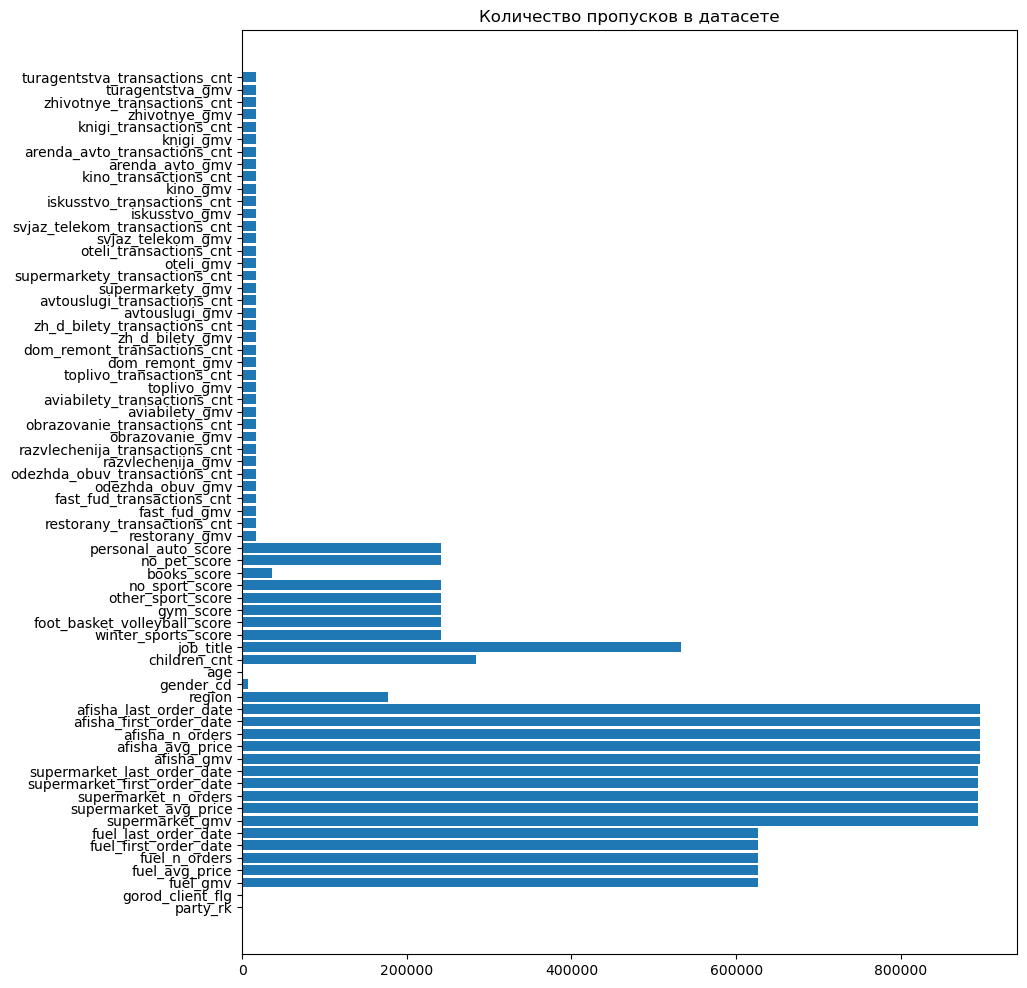 Количество пропусков в датасете
turagentstva_transactions_cnt
turagentstva_gmv
zhivotnye_transactions_cnt
zhivotnye_gmv
knigi_transactions_cnt
knigi_gmv
arenda_avto_transactions_cnt
arenda_avto_gmv
kino_transactions_cnt
kino_gmv
iskusstvo_transactions_cnt
iskusstvo_gmv
svjaz_telekom_transactions_cnt
svjaz_telekom_gmv
oteli_transactions_cnt
oteli_gmv
supermarkety_transactions_cnt
supermarkety_gmv
avtouslugi_transactions_cnt
avtouslugi_gmv
zh_d_bilety_transactions_cnt
zh_d_bilety_gmv
dom_remont_transactions_cnt
dom_remont_gmv
toplivo_transactions_cnt
toplivo_gmv
aviabilety_transactions_cnt
aviabilety_gmv
obrazovanie_transactions_cnt
obrazovanie_gmv
razvlechenija_transactions_cnt
razvlechenija_gmv
odezhda_obuv_transactions_cnt
odezhda_obuv_gmv
fast_fud_transactions_cnt
fast_fud_gmv
restorany_transactions_cnt
restorany_gmv
personal_auto_score
no_pet_score
books_score
no_sport_score
other_sport_score
gym_score
foot_basket_volleyball_score
winter_sports_score
job_title
children_cnt
age
gender_cd
region
afisha_last_order_date
afisha_first_order_date
afisha_n_orders
afisha_avg_price
afisha_gmv
supermarket_last_order_date
supermarket_first_order_date
supermarket_n_orders
supermarket_avg_price
supermarket_gmv
fuel_last_order_date
fuel_first_order_date
fuel_n_orders
fuel_avg_price
fuel_gmv
gorod_client_flg
party_rk
0 200000 400000 600000 800000